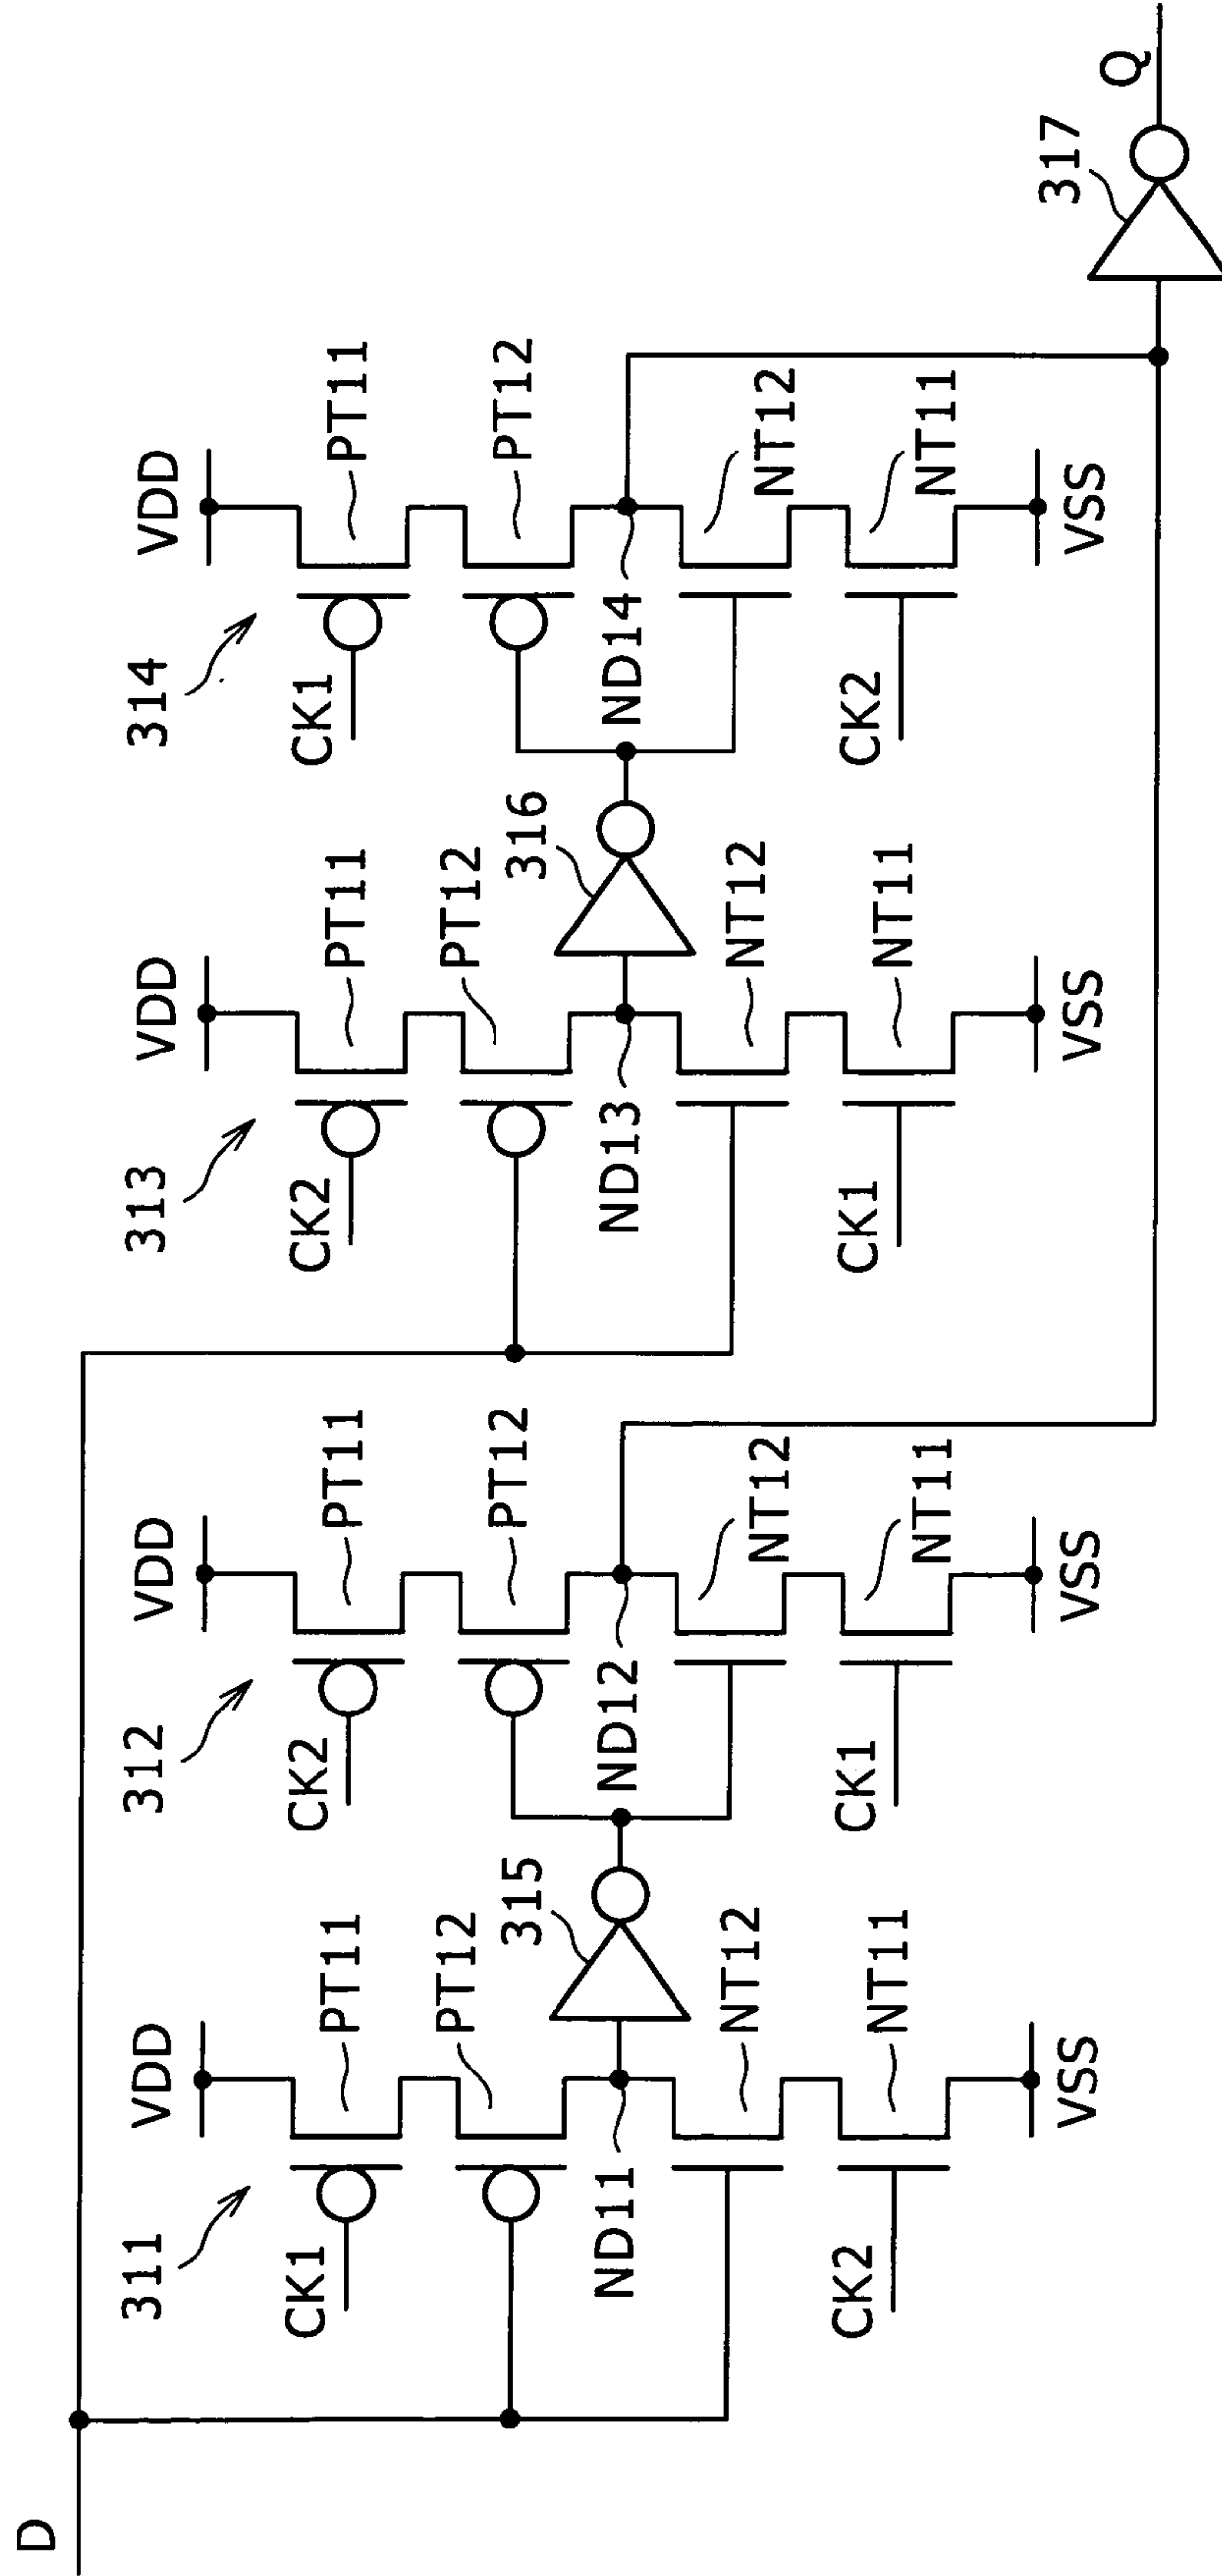 D
311
VDD
PT11
CK1
PT12
315
ND11
NT12
CK2
NT11
VSS
312
VDD
PT11
CK2
PT12
ND12
NT12
CK1
NT11
VSS
313
VDD
PT11
CK2
PT12
316
ND13
NT12
CK1
NT11
VSS
314
VDD
PT11
CK1
PT12
ND14
NT12
CK2
NT11
VSS
317
Q